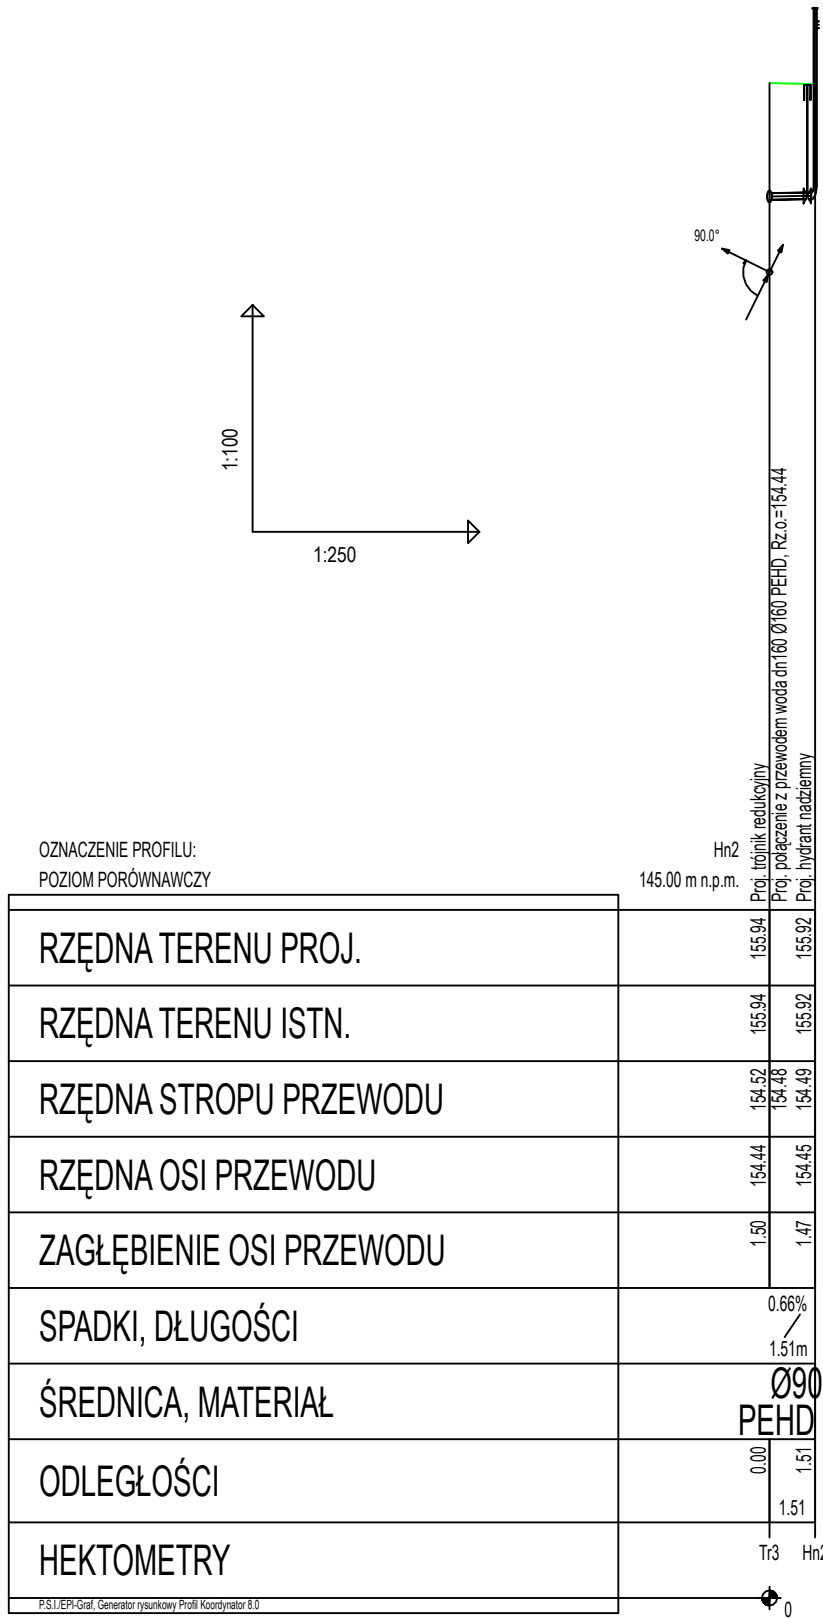 90.0°
1:100
1:250
Proj. trójnik redukcyjny
Proj. połączenie z przewodem woda dn160 Ø160 PEHD, Rz.o.=154.44
Proj. hydrant nadziemny
OZNACZENIE PROFILU: Hn2
POZIOM PORÓWNAWCZY 145.00 m n.p.m.
RZĘDNA TERENU PROJ. 155.94 155.92
RZĘDNA TERENU ISTN. 155.94 155.92
RZĘDNA STROPU PRZEWODU 154.52 154.48 154.49
RZĘDNA OSI PRZEWODU 154.44 154.45
ZAGŁĘBIENIE OSI PRZEWODU 1.50 1.47
SPADKI, DŁUGOŚCI 0.66%
1.51m
ŚREDNICA, MATERIAŁ Ø90
PEHD
ODLEGŁOŚCI 0.00 1.51
1.51
HEKTOMETRY Tr3 Hn2
P.S.I./EPI-Graf, Generator rysunkowy Profil Koordynator 8.0
0